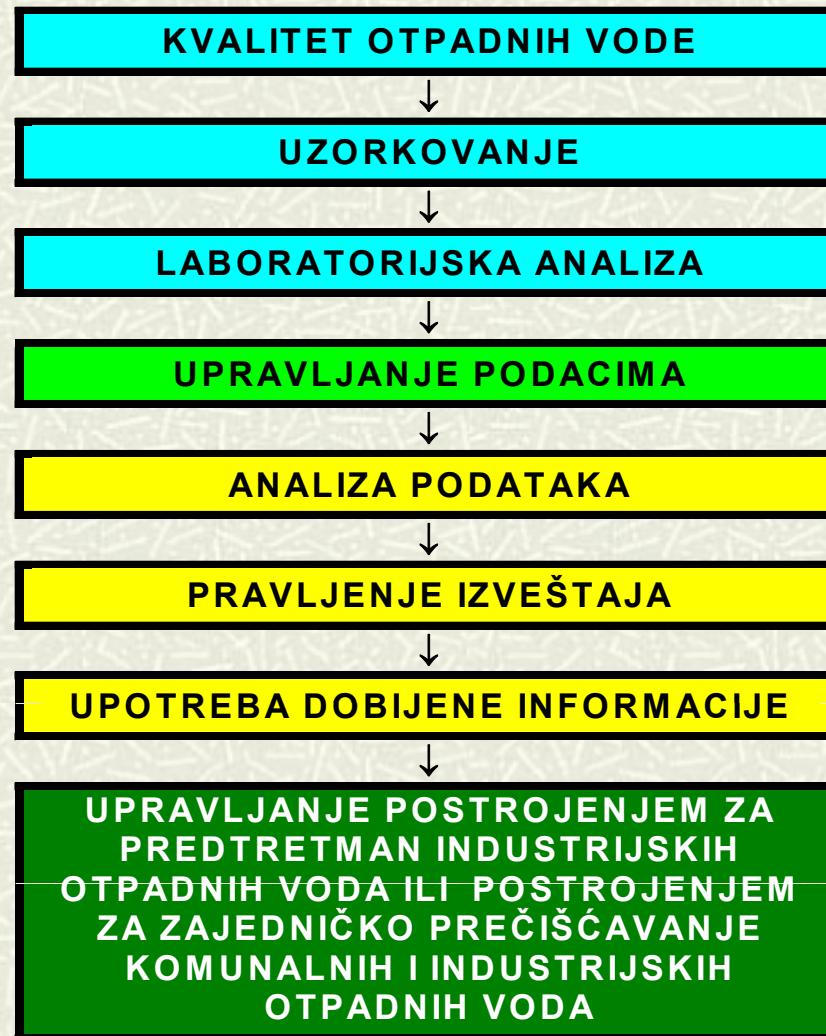 KVALITET OTPADNIH VODE
↓
UZORKOVANJE
↓
LABORATORIJSKA ANALIZA
↓
UPRAVLJANJE PODACIMA
↓
ANALIZA PODATAKA
↓
PRAVLJENJE IZVEŠTAJA
↓
UPOTREBA DOBIJENE INFORMACIJE
↓
UPRAVLJANJE POSTROJENJEM ZA
PREDTRETMAN INDUSTRIJSKIH
OTPADNIH VODA ILI POSTROJENJEM
ZA ZAJEDNIČKO PREČIŠĆAVANJE
KOMUNALNIH I INDUSTRIJSKIH
OTPADNIH VODA